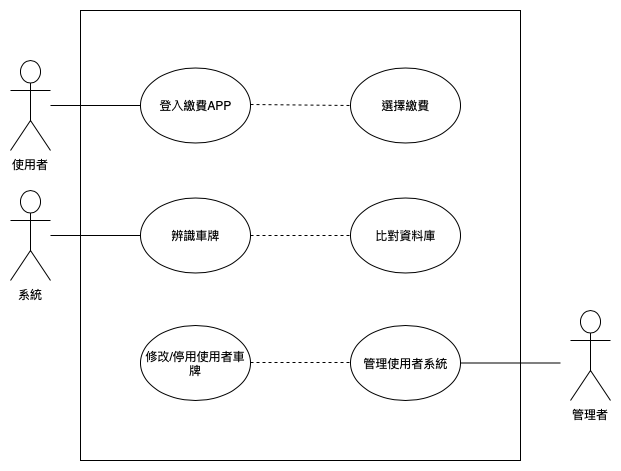 登入繳費APP
選擇繳費
使用者
辨識車牌
比對資料庫
系統
修改/停用使用者車
牌
管理使用者系統
管理者